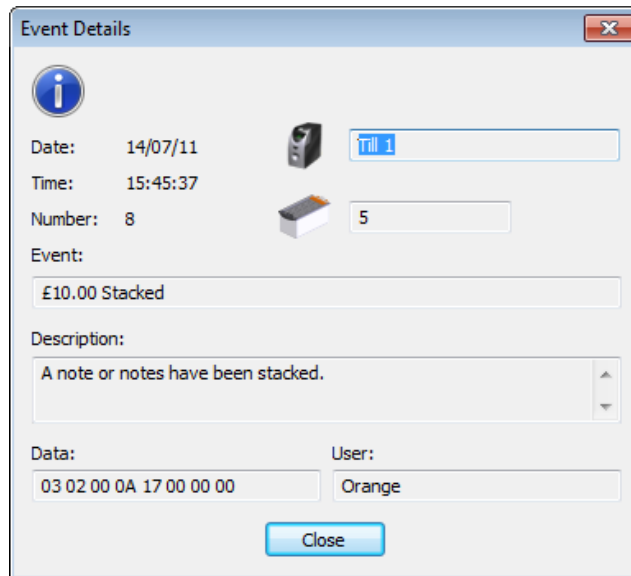 Event Details
Date: 14/07/11 Till 1
Time: 15:45:37
Number: 8 5
Event:
£10.00 Stacked
Description:
A note or notes have been stacked.
Data: User:
03 02 00 0A 17 00 00 00 Orange
Close